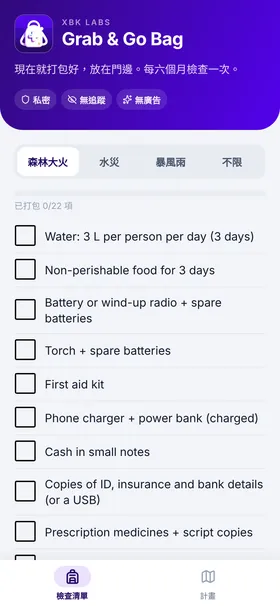 XBK LABS
Grab & Go Bag
現在就打包好，放在門邊。每六個月檢查一次。
私密 無追蹤 無廣告
森林大火 水災 暴風雨 不限
已打包 0/22 項
Water: 3 L per person per day (3 days)
Non-perishable food for 3 days
Battery or wind-up radio + spare
batteries
Torch + spare batteries
First aid kit
Phone charger + power bank (charged)
Cash in small notes
Copies of ID, insurance and bank details
(or a USB)
Prescription medicines + script copies
檢查清單 計畫